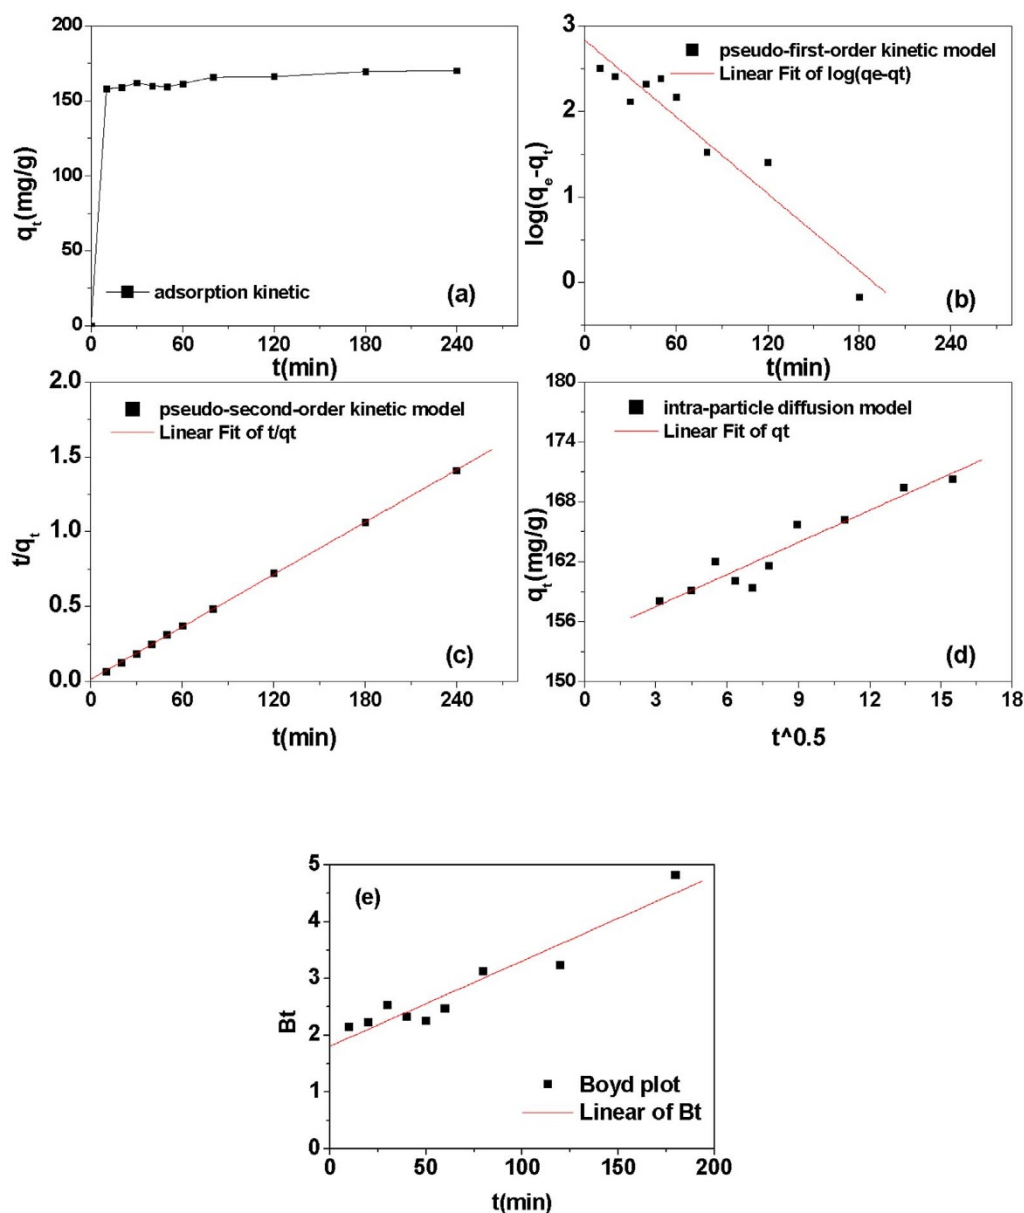 200
150
100
50
0
q_t(mg/g)
adsorption kinetic
(a)
0 60 120 180 240
t(min)
3
2
1
0
log(q_e-q_t)
pseudo-first-order kinetic model
Linear Fit of log(qe-qt)
(b)
0 60 120 180 240
t(min)
2.0
1.5
1.0
0.5
0.0
t/q_t
pseudo-second-order kinetic model
Linear Fit of t/qt
(c)
0 60 120 180 240
t(min)
180
174
168
162
156
150
q_t(mg/g)
intra-particle diffusion model
Linear Fit of qt
(d)
0 3 6 9 12 15 18
t^0.5
5
4
3
2
1
0
Bt
(e)
Boyd plot
Linear of Bt
0 50 100 150 200
t(min)